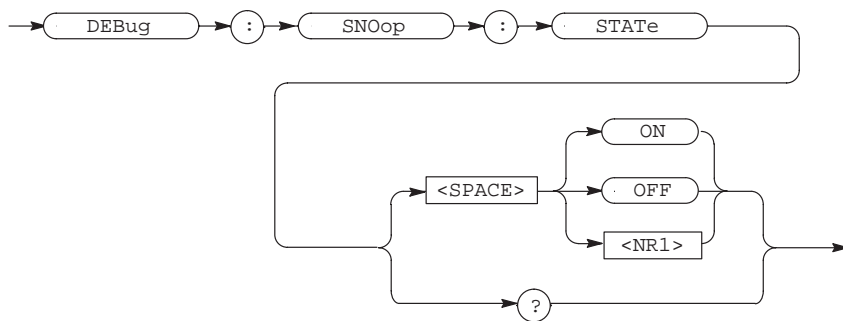 DEBug : SNOop : STATe
ON
<SPACE> OFF
<NR1>
?